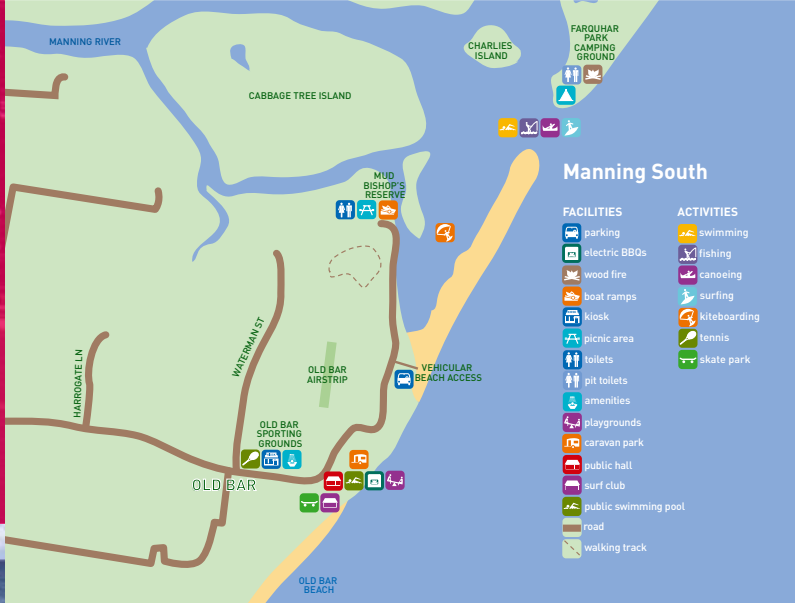 MANNING RIVER
CABBAGE TREE ISLAND
CHARLIES
ISLAND
FARQUHAR
PARK
CAMPING
GROUND
MUD
BISHOP'S
RESERVE
WATERMAN ST
HARROGATE LN
OLD BAR
AIRSTRIP
VEHICULAR
BEACH ACCESS
OLD BAR
SPORTING
GROUNDS
OLD BAR
OLD BAR
BEACH
Manning South
FACILITIES
parking
electric BBQs
wood fire
boat ramps
kiosk
picnic area
toilets
pit toilets
amenities
playgrounds
caravan park
public hall
surf club
public swimming pool
road
walking track
ACTIVITIES
swimming
fishing
canoeing
surfing
kiteboarding
tennis
skate park